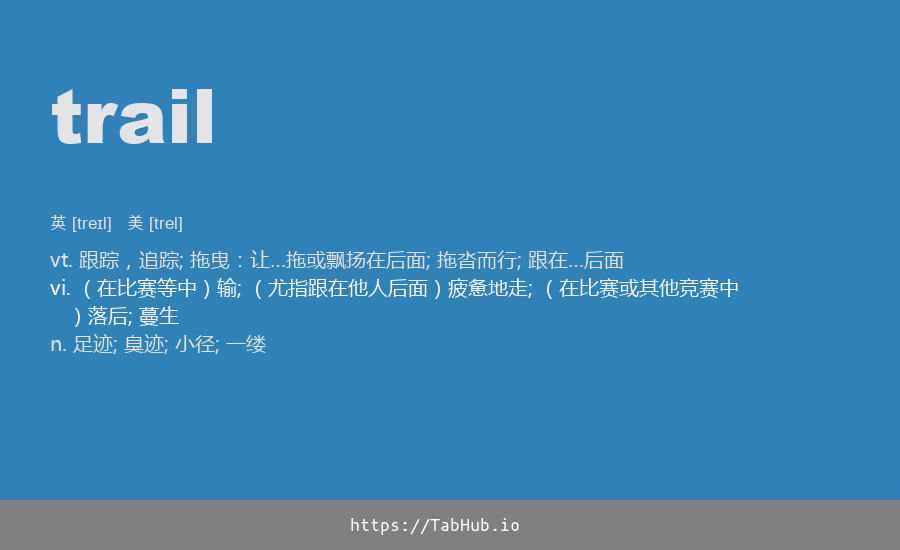 trail
英 [treɪl] 美 [trel]
vt. 跟踪，追踪; 拖曳：让...拖或飘扬在后面; 拖沓而行; 跟在...后面
vi. （在比赛等中）输; （尤指跟在他人后面）疲惫地走; （在比赛或其他竞赛中
）落后; 蔓生
n. 足迹; 臭迹; 小径; 一缕
https://TabHub.io